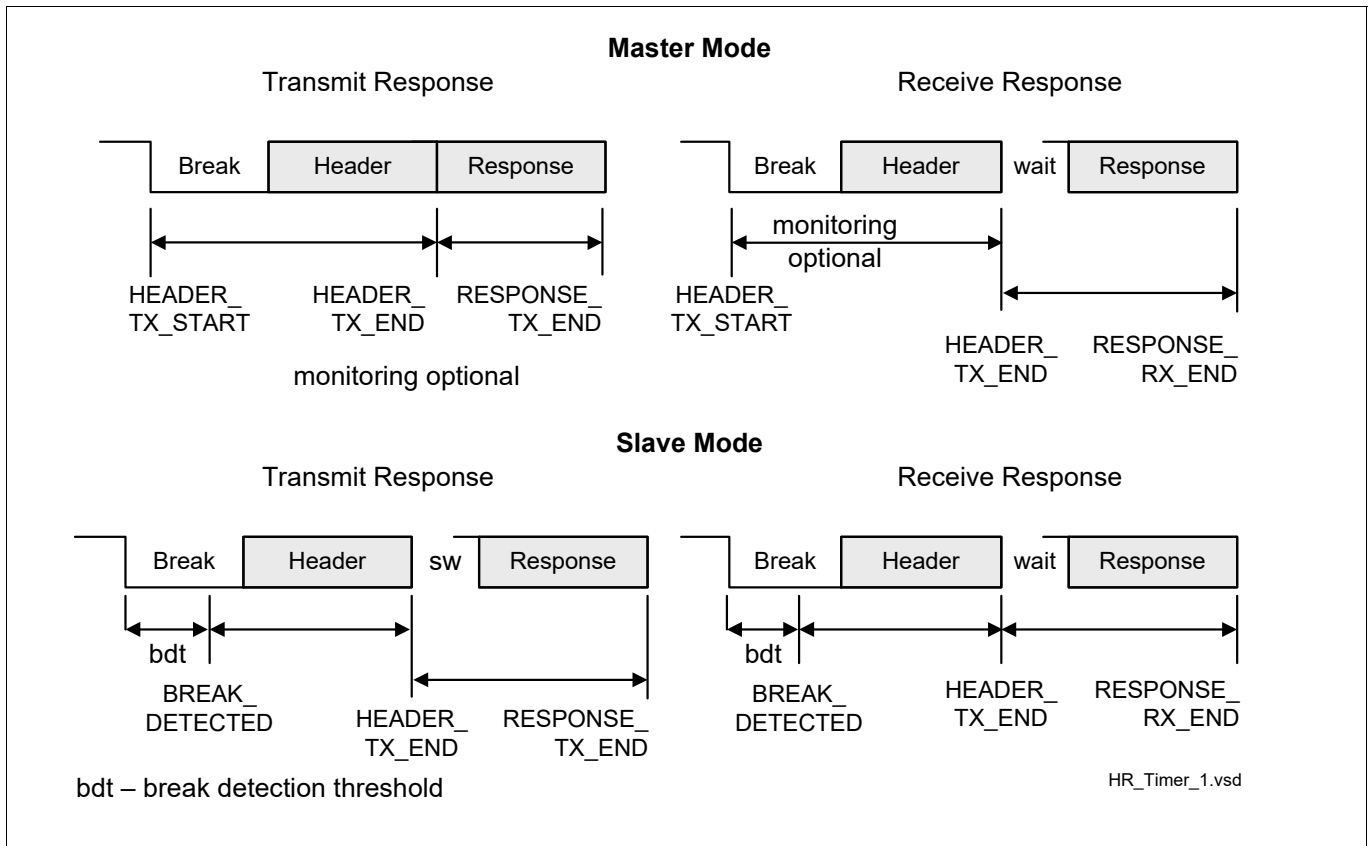 Master Mode
Transmit Response
Receive Response
Break
Header
Response
Break
Header
wait
Response
monitoring
optional
HEADER_
TX_START
HEADER_
TX_END
RESPONSE_
TX_END
HEADER_
TX_START
monitoring optional
HEADER_
TX_END
RESPONSE_
RX_END
Slave Mode
Transmit Response
Receive Response
Break
Header
sw
Response
Break
Header
wait
Response
bdt
bdt
BREAK_
DETECTED
HEADER_
TX_END
RESPONSE_
TX_END
BREAK_
DETECTED
HEADER_
TX_END
RESPONSE_
RX_END
bdt – break detection threshold
HR_Timer_1.vsd